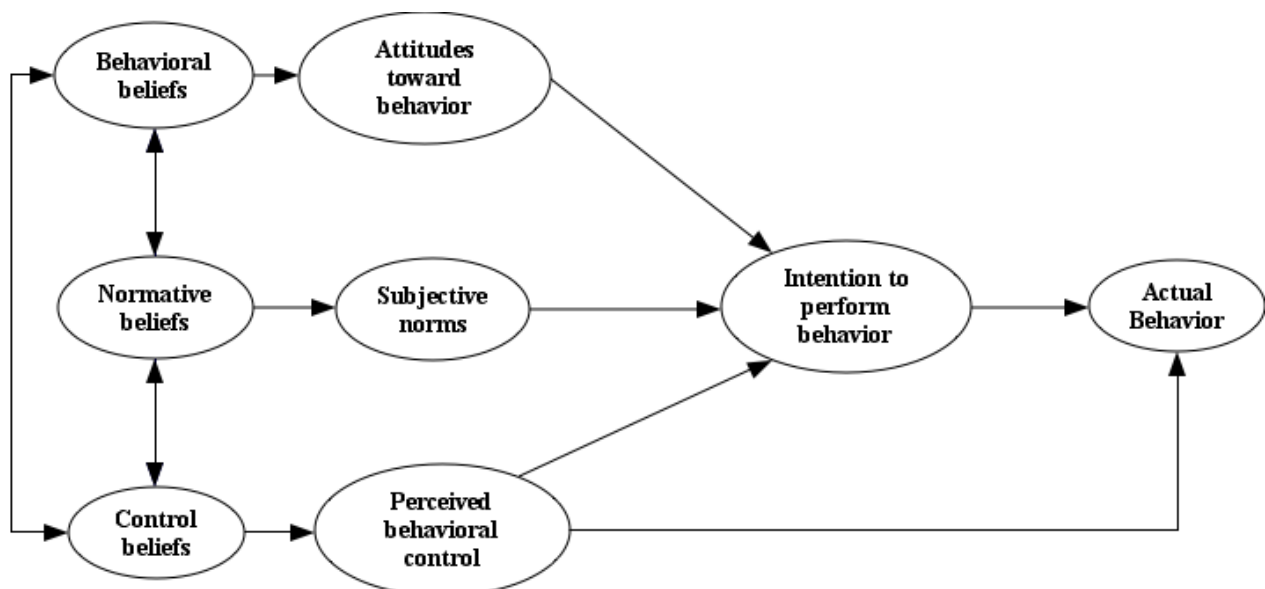 Behavioral
beliefs
Attitudes
toward
behavior
Normative
beliefs
Subjective
norms
Intention to
perform
behavior
Actual
Behavior
Control
beliefs
Perceived
behavioral
control